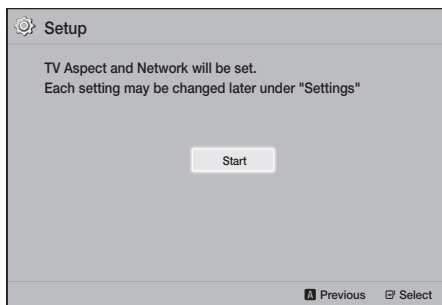 Setup
TV Aspect and Network will be set.
Each setting may be changed later under "Settings"
Start
A Previous Select